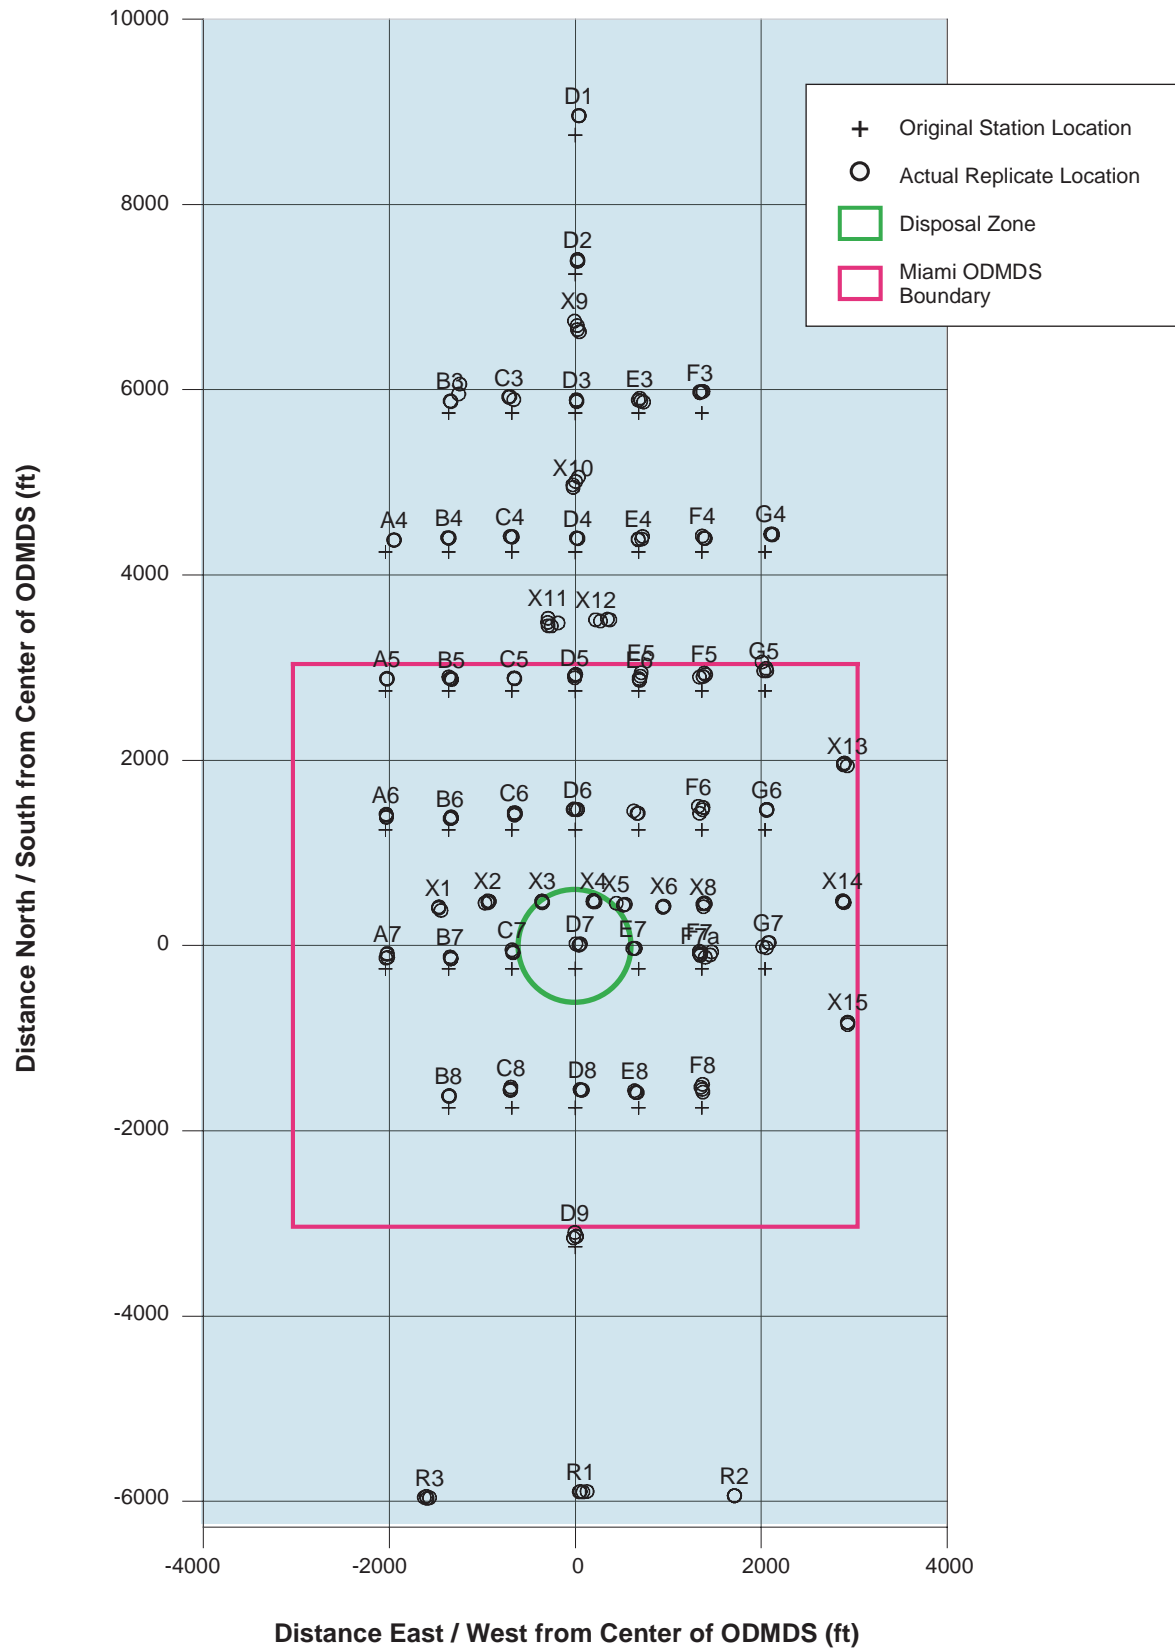 10000
D1
Original Station Location
Actual Replicate Location
8000
Disposal Zone
D2
Miami ODMDS
Boundary
X9
6000
B3 C3 D3 E3 F3
X10
A4 B4 C4 D4 E4 F4 G4
4000
X11 X12
A5 B5 C5 D5 E5 F5 G5
E6
2000
X13
A6 B6 C6 D6 F6 G6
X1 X2 X3 X4 X5 X6 X8 X14
0
A7 B7 C7 D7 E7 F7 G7
F7a
X15
B8 C8 D8 E8 F8
-2000
D9
-4000
-6000
R3 R1 R2
-4000 -2000 0 2000 4000
Distance East / West from Center of ODMDS (ft)
Distance North / South from Center of ODMDS (ft)